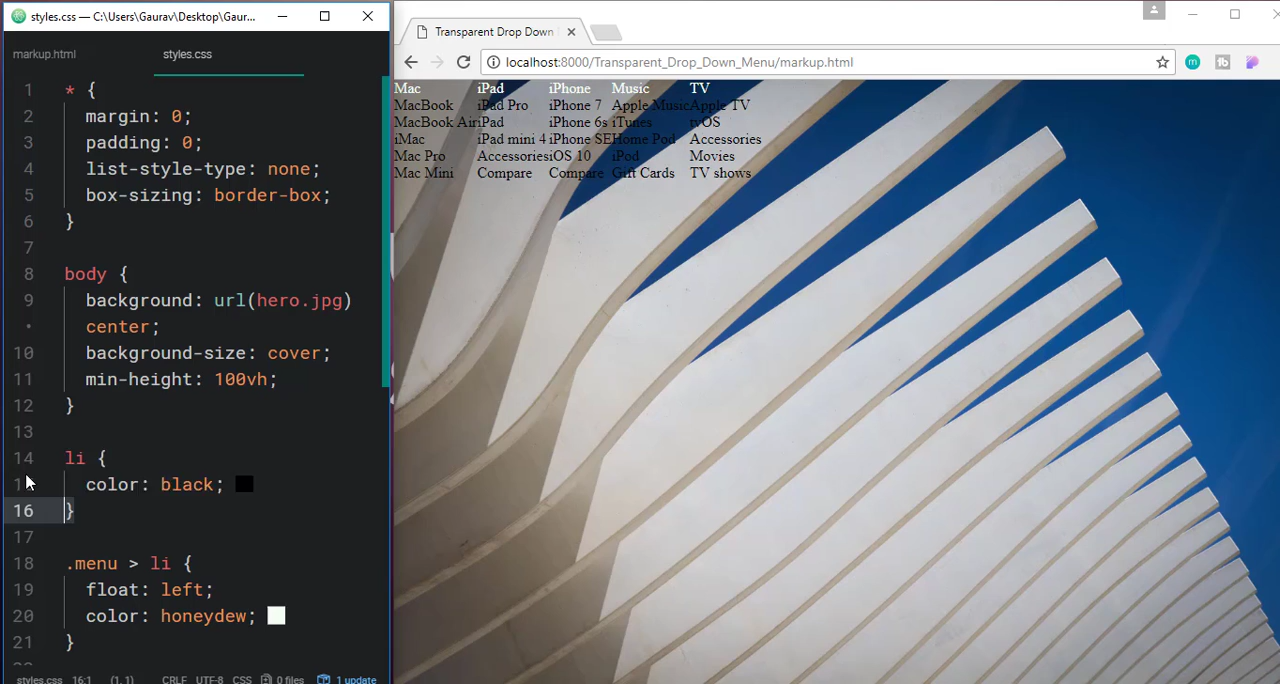 styles.css — C:\Users\Gaurav\Desktop\Gaur...
markup.html
styles.css
1 * {
2 margin: 0;
3 padding: 0;
4 list-style-type: none;
5 box-sizing: border-box;
6 }
7
8 body {
9 background: url(hero.jpg)
• center;
10 background-size: cover;
11 min-height: 100vh;
12 }
13
14 li {
color: black;
16 }
17
18 .menu > li {
19 float: left;
20 color: honeydew;
21 }
styles.css 16:1 (1, 1) CRLF UTF-8 CSS 0 files 1 update
Transparent Drop Down
localhost:8000/Transparent_Drop_Down_Menu/markup.html
Mac iPad iPhone Music TV
MacBook iPad Pro iPhone 7 Apple Music Apple TV
MacBook Air iPad iPhone 6s iTunes tvOS
iMac iPad mini 4 iPhone SE Home Pod Accessories
Mac Pro Accessories iOS 10 iPod Movies
Mac Mini Compare Compare Gift Cards TV shows